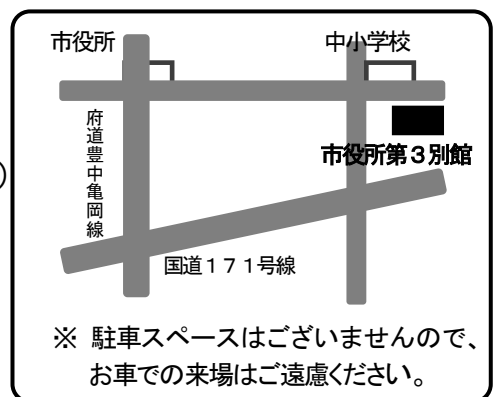 市役所
中小学校
府道豊中亀岡線
市役所第３別館
国道１７１号線
※ 駐車スペースはございませんので、
お車での来場はご遠慮ください。